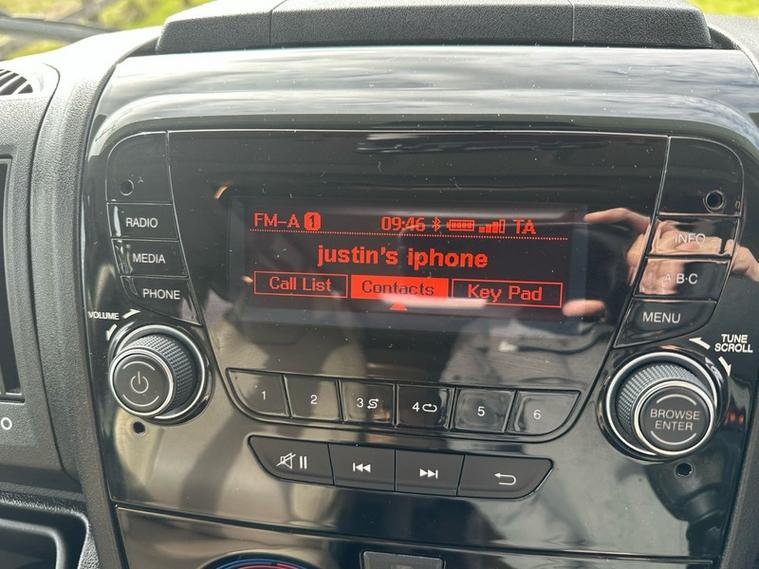 FM-A 1 09:46 TA
justin's iphone
Call List Contacts Key Pad
RADIO
MEDIA
PHONE
VOLUME
INFO
A·B·C
MENU
TUNE
SCROLL
BROWSE
ENTER
1 2 3 4 5 6